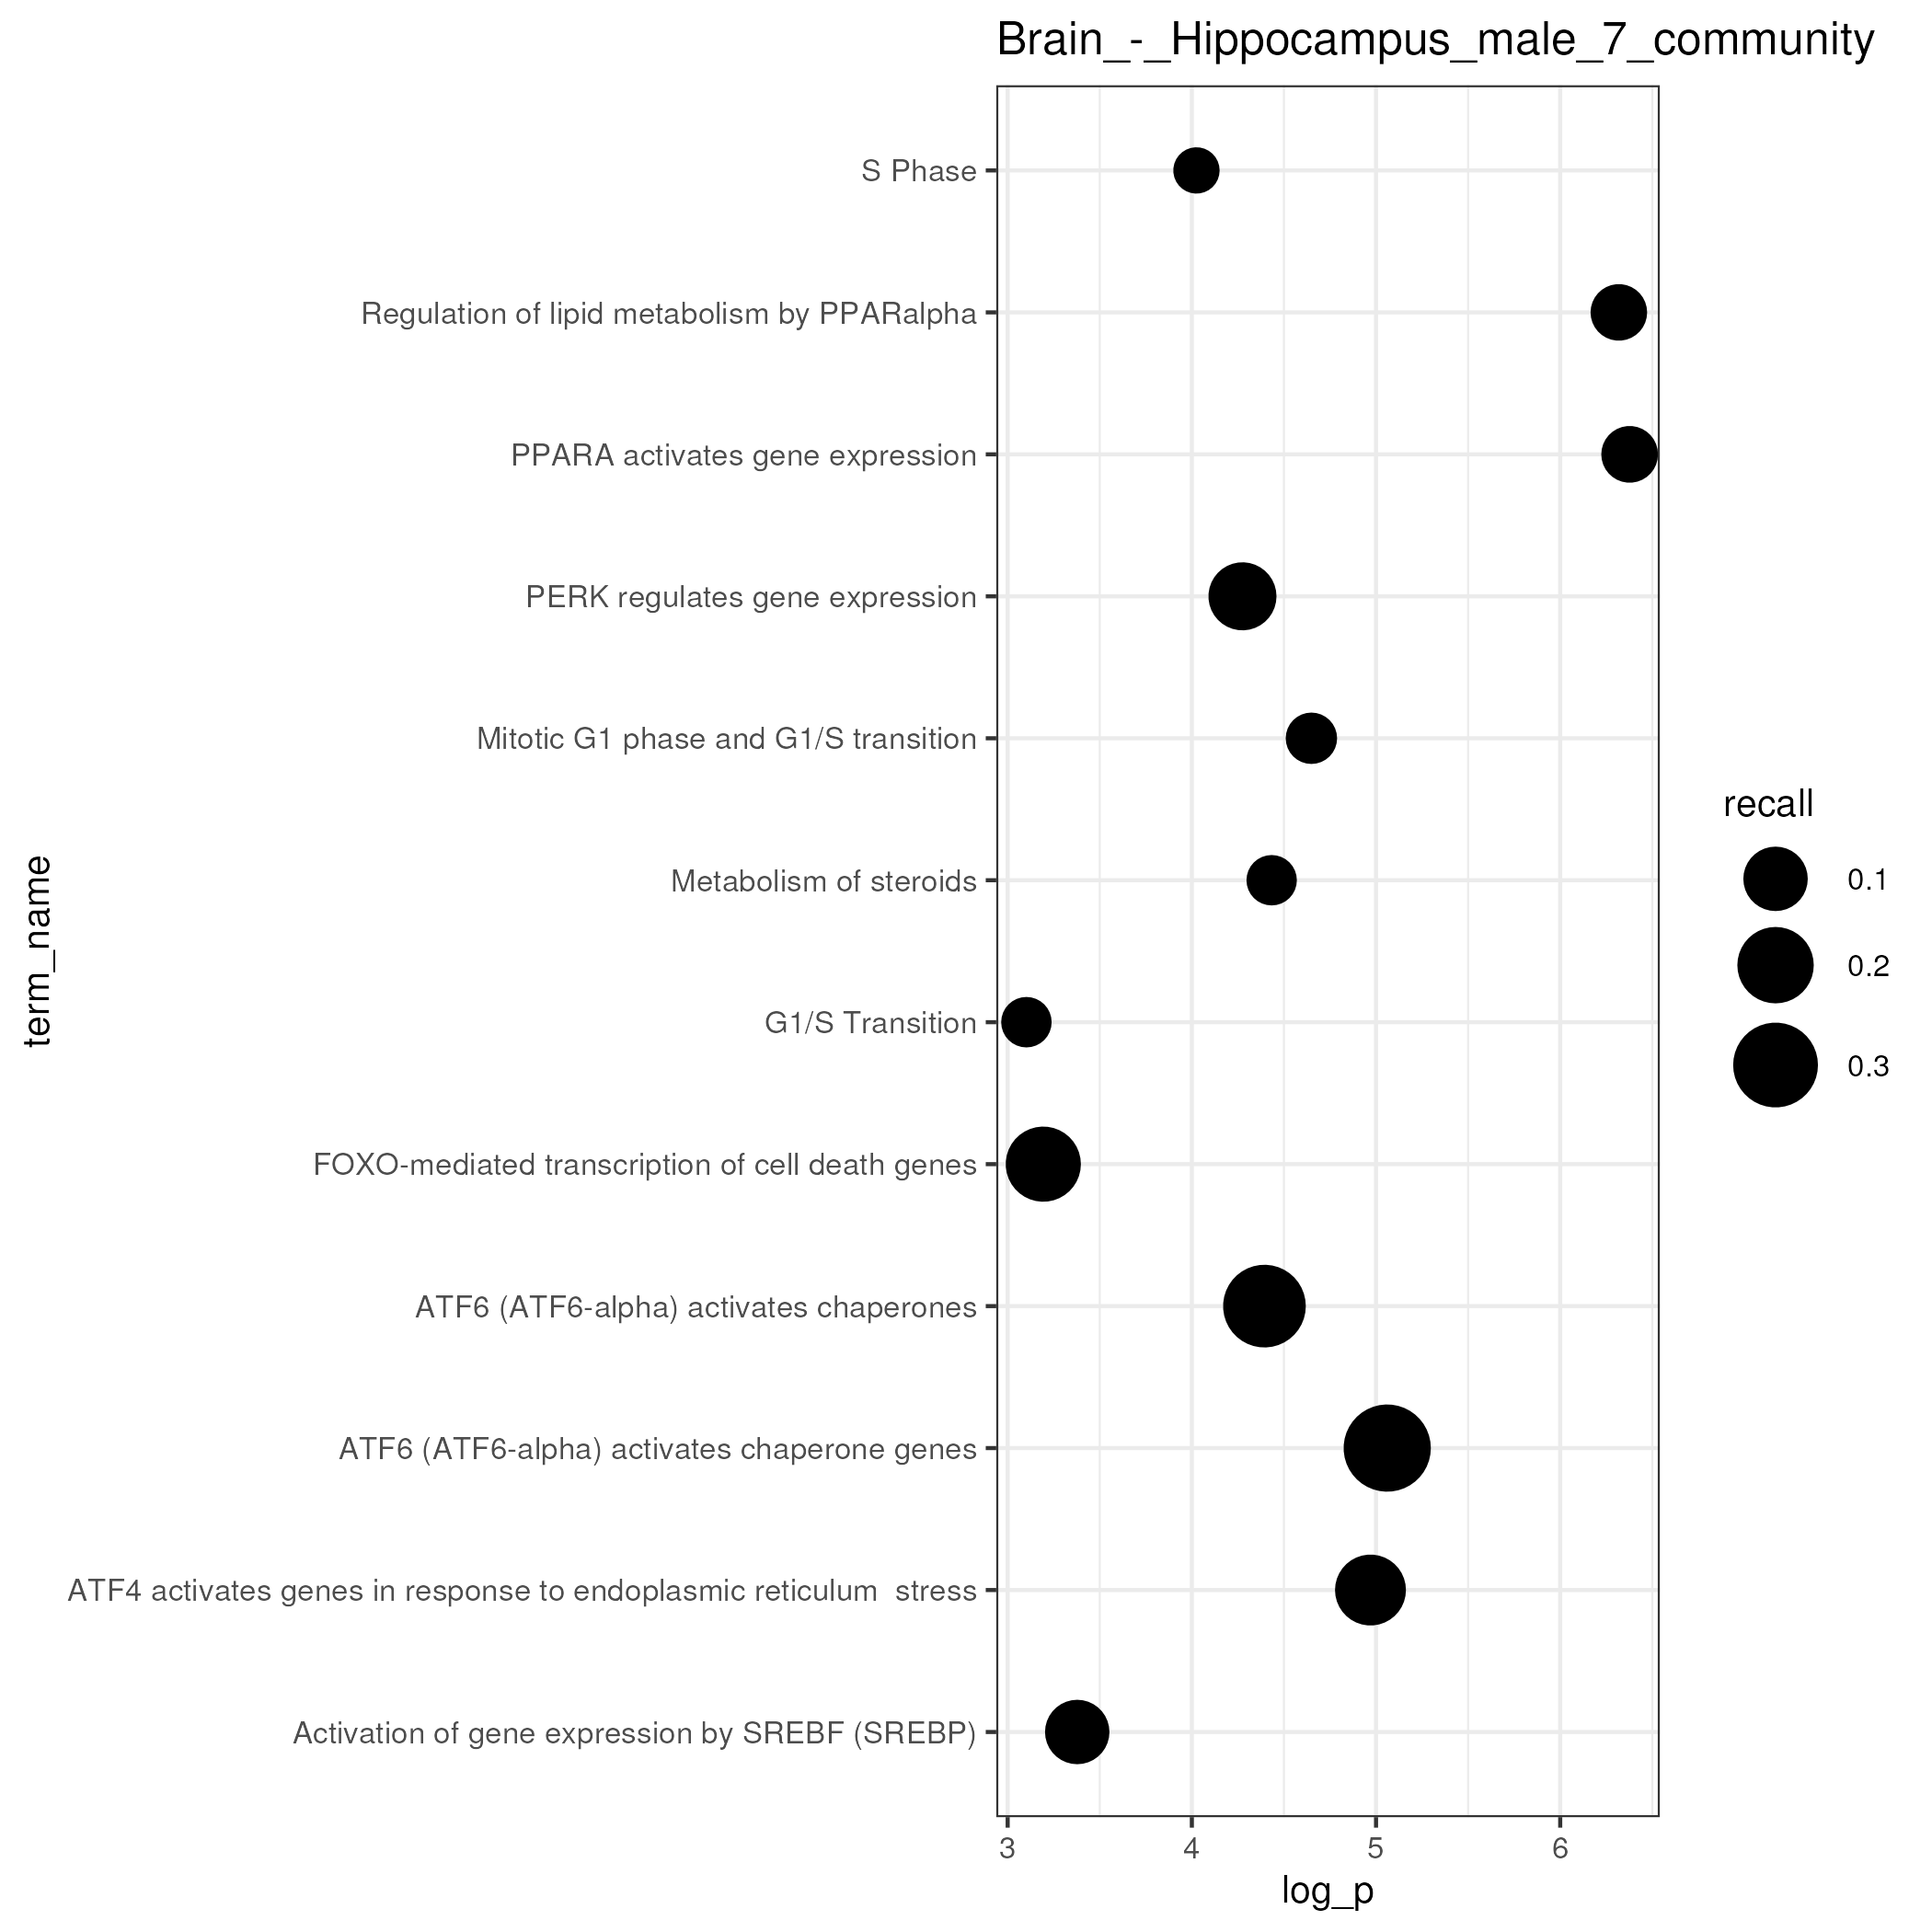 Brain_-_Hippocampus_male_7_community
S Phase
Regulation of lipid metabolism by PPARalpha
PPARA activates gene expression
PERK regulates gene expression
Mitotic G1 phase and G1/S transition
Metabolism of steroids
G1/S Transition
FOXO-mediated transcription of cell death genes
ATF6 (ATF6-alpha) activates chaperones
ATF6 (ATF6-alpha) activates chaperone genes
ATF4 activates genes in response to endoplasmic reticulum  stress
Activation of gene expression by SREBF (SREBP)
term_name
3 4 5 6
log_p
recall
0.1
0.2
0.3